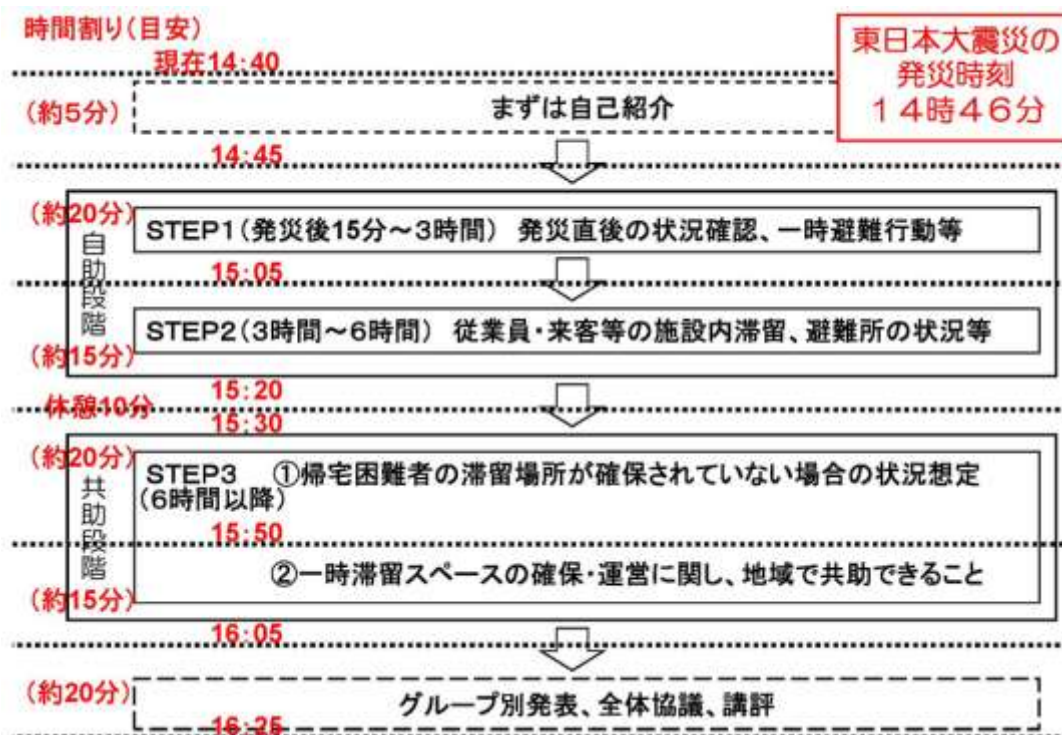 時間割り(目安)
現在14:40
東日本大震災の
発災時刻
14時46分
(約5分)
まずは自己紹介
14:45
(約20分)
自助段階
STEP1(発災後15分～3時間) 発災直後の状況確認、一時避難行動等
15:05
STEP2(3時間～6時間) 従業員・来客等の施設内滞留、避難所の状況等
(約15分)
15:20
休憩10分
15:30
(約20分)
共助段階
STEP3 ①帰宅困難者の滞留場所が確保されていない場合の状況想定
(6時間以降)
15:50
②一時滞留スペースの確保・運営に関し、地域で共助できること
(約15分)
16:05
(約20分)
グループ別発表、全体協議、講評
16:25